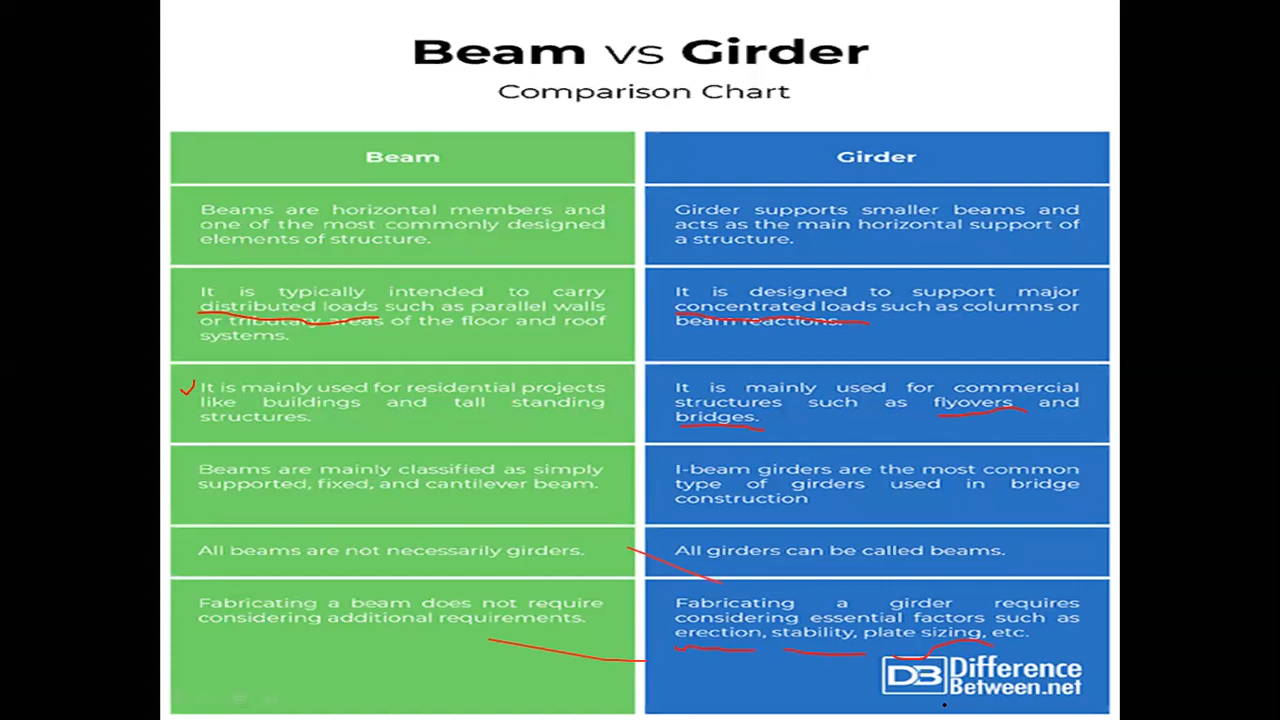 Beam vs Girder
Comparison Chart
Beam
Girder
Beams are horizontal members and
one of the most commonly designed
elements of structure.
Girder supports smaller beams and
acts as the main horizontal support of
a structure.
It is typically intended to carry
distributed loads such as parallel walls
or tributary areas of the floor and roof
systems.
It is designed to support major
concentrated loads such as columns or
beam reactions.
It is mainly used for residential projects
like buildings and tall standing
structures.
It is mainly used for commercial
structures such as flyovers and
bridges.
Beams are mainly classified as simply
supported, fixed, and cantilever beam.
I-beam girders are the most common
type of girders used in bridge
construction
All beams are not necessarily girders.
All girders can be called beams.
Fabricating a beam does not require
considering additional requirements.
Fabricating a girder requires
considering essential factors such as
erection, stability, plate sizing, etc.
DB Difference
Between.net